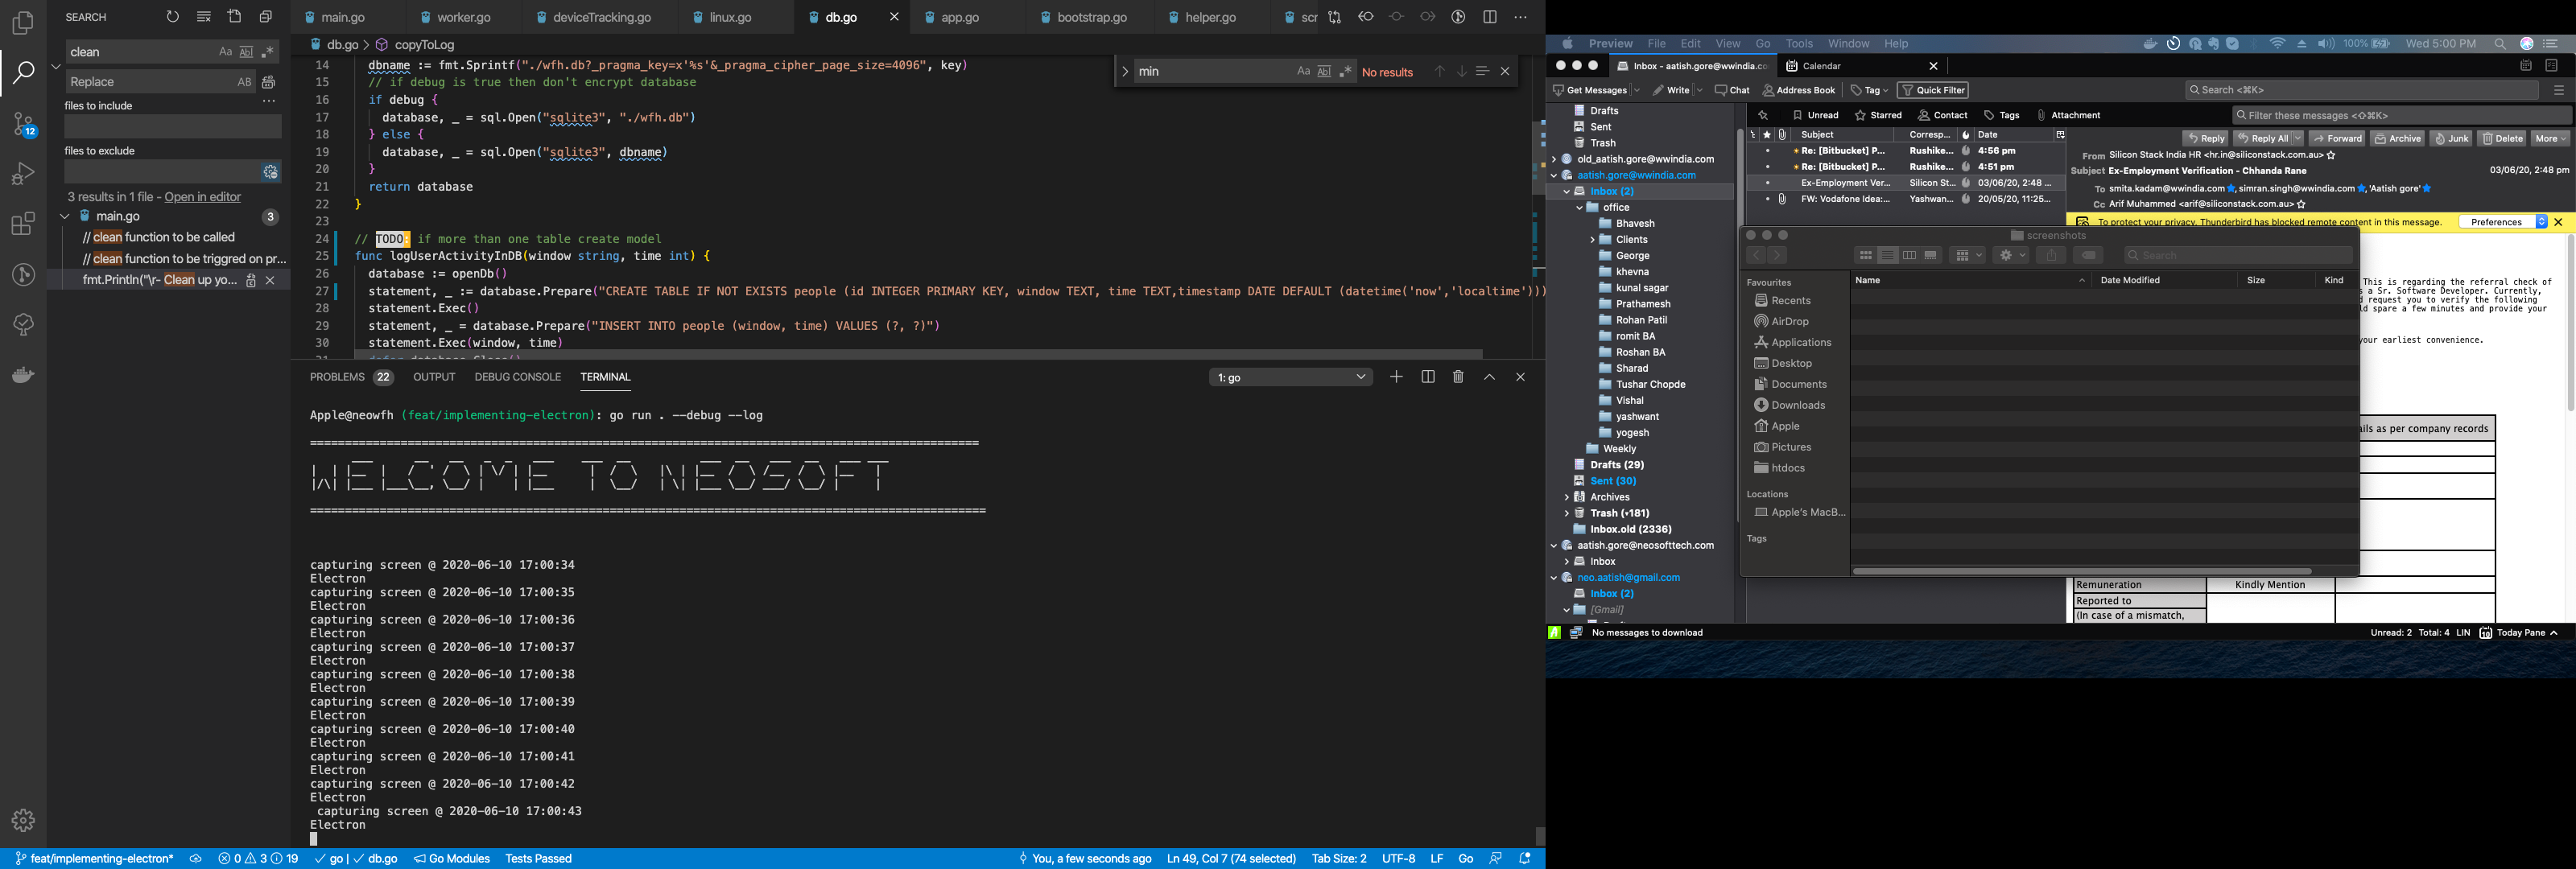 SEARCH
clean
Aa
Abl
Replace
AB
files to include
files to exclude
3 results in 1 file - Open in editor
main.go
3
// clean function to be called
// clean function to be triggred on pr...
fmt.Println("\r- Clean up yo...
12
main.go
worker.go
deviceTracking.go
linux.go
db.go
app.go
bootstrap.go
helper.go
scr
db.go > copyToLog
min
Aa
Abl
No results
14 dbname := fmt.Sprintf("./wfh.db?_pragma_key=x'%s'&_pragma_cipher_page_size=4096", key)
15 // if debug is true then don't encrypt database
16 if debug {
17 database, _ = sql.Open("sqlite3", "./wfh.db")
18 } else {
19 database, _ = sql.Open("sqlite3", dbname)
20 }
21 return database
22 }
23
24 // TODO: if more than one table create model
25 func logUserActivityInDB(window string, time int) {
26 database := openDb()
27 statement, _ := database.Prepare("CREATE TABLE IF NOT EXISTS people (id INTEGER PRIMARY KEY, window TEXT, time TEXT,timestamp DATE DEFAULT (datetime('now','localtime')))
28 statement.Exec()
29 statement, _ = database.Prepare("INSERT INTO people (window, time) VALUES (?, ?)")
30 statement.Exec(window, time)
PROBLEMS 22 OUTPUT DEBUG CONSOLE TERMINAL
1: go
Apple@neowfh (feat/implementing-electron): go run . --debug --log
WELCOME TO NEOSOFT
capturing screen @ 2020-06-10 17:00:34
Electron
capturing screen @ 2020-06-10 17:00:35
Electron
capturing screen @ 2020-06-10 17:00:36
Electron
capturing screen @ 2020-06-10 17:00:37
Electron
capturing screen @ 2020-06-10 17:00:38
Electron
capturing screen @ 2020-06-10 17:00:39
Electron
capturing screen @ 2020-06-10 17:00:40
Electron
capturing screen @ 2020-06-10 17:00:41
Electron
capturing screen @ 2020-06-10 17:00:42
Electron
capturing screen @ 2020-06-10 17:00:43
Electron
feat/implementing-electron* 0 3 19 go | db.go Go Modules Tests Passed
You, a few seconds ago Ln 49, Col 7 (74 selected) Tab Size: 2 UTF-8 LF Go
Preview File Edit View Go Tools Window Help
100% Wed 5:00 PM
Inbox - aatish.gore@wwindia.co
Calendar
Get Messages Write Chat Address Book Tag Quick Filter
Search <⌘K>
Drafts
Sent
Trash
old_aatish.gore@wwindia.com
aatish.gore@wwindia.com
Inbox (2)
office
Bhavesh
Clients
George
khevna
kunal sagar
Prathamesh
Rohan Patil
romit BA
Roshan BA
Sharad
Tushar Chopde
Vishal
yashwant
yogesh
Weekly
Drafts (29)
Sent (30)
Archives
Trash (•181)
Inbox.old (2336)
aatish.gore@neosofttech.com
Inbox
neo.aatish@gmail.com
Inbox (2)
[Gmail]
Unread Starred Contact Tags Attachment
Filter these messages <⇧⌘K>
Subject Corresp... Date
Re: [Bitbucket] P... Rushike... 4:56 pm
Re: [Bitbucket] P... Rushike... 4:51 pm
Ex-Employment Ver... Silicon St... 03/06/20, 2:48 ...
FW: Vodafone Idea:... Yashwan... 20/05/20, 11:25...
Reply Reply All Forward Archive Junk Delete More
From Silicon Stack India HR <hr.in@siliconstack.com.au>
Subject Ex-Employment Verification - Chhanda Rane
03/06/20, 2:48 pm
To smita.kadam@wwindia.com, simran.singh@wwindia.com, 'Aatish gore'
Cc Arif Muhammed <arif@siliconstack.com.au>
To protect your privacy, Thunderbird has blocked remote content in this message.
Preferences
screenshots
Search
Favourites
Recents
AirDrop
Applications
Desktop
Documents
Downloads
Apple
Pictures
htdocs
Locations
Apple's MacB...
Tags
Name Date Modified Size Kind
This is regarding the referral check of
s a Sr. Software Developer. Currently,
d request you to verify the following
ld spare a few minutes and provide your
your earliest convenience.
ails as per company records
Remuneration Kindly Mention
Reported to
(In case of a mismatch,
No messages to download
Unread: 2 Total: 4 LIN 10 Today Pane